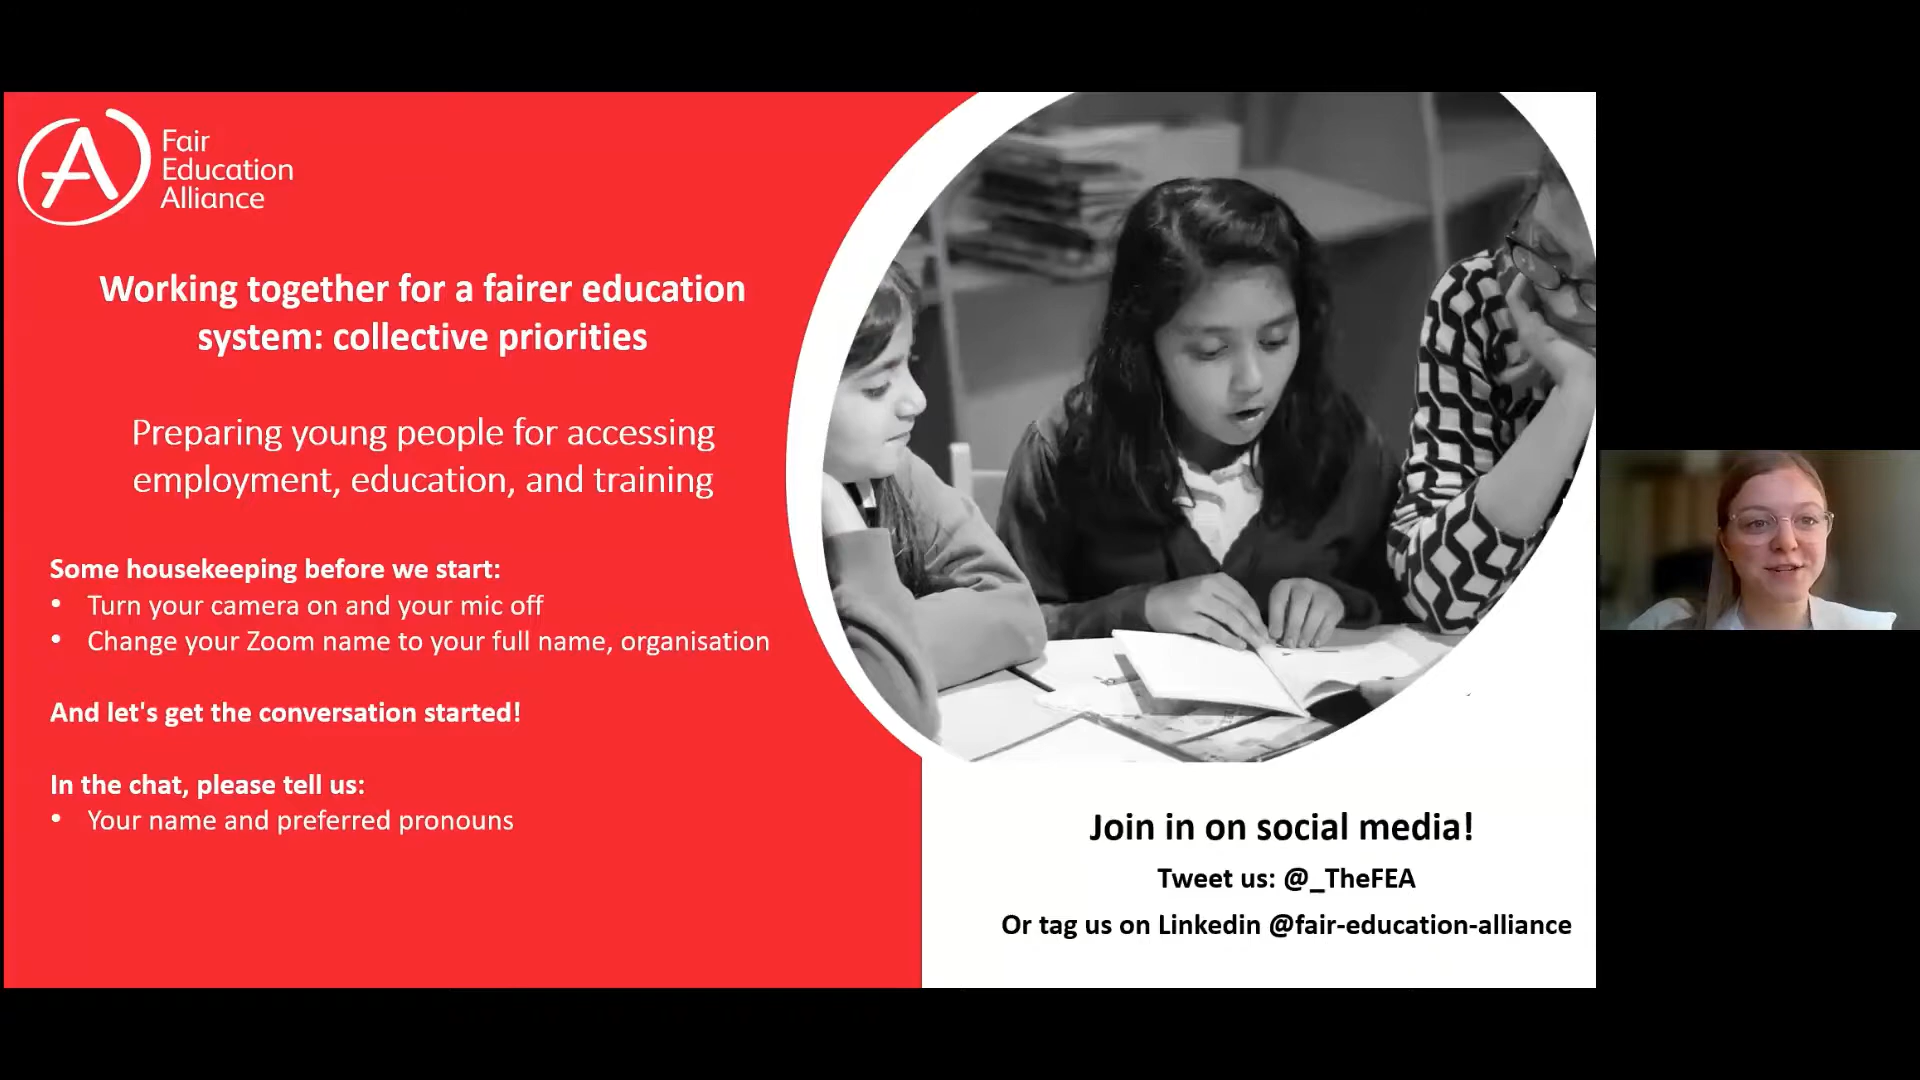 Fair
Education
Alliance
Working together for a fairer education
system: collective priorities
Preparing young people for accessing
employment, education, and training
Some housekeeping before we start:
• Turn your camera on and your mic off
• Change your Zoom name to your full name, organisation
And let's get the conversation started!
In the chat, please tell us:
• Your name and preferred pronouns
Join in on social media!
Tweet us: @_TheFEA
Or tag us on Linkedin @fair-education-alliance